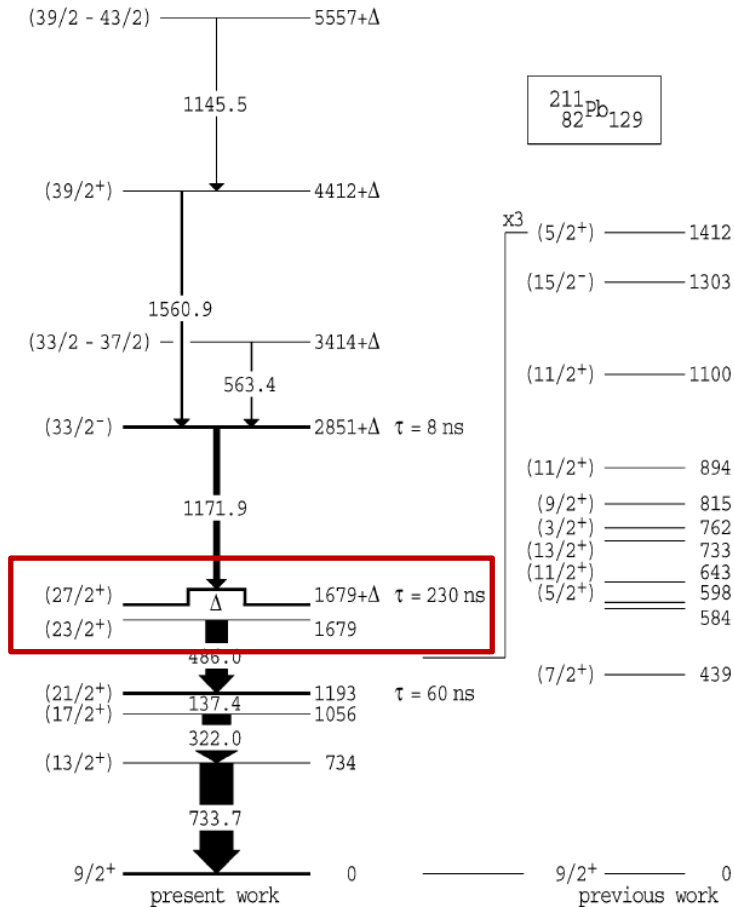 (39/2 - 43/2) 5557+Δ
1145.5
(39/2⁺) 4412+Δ
1560.9
(33/2 - 37/2) 3414+Δ
563.4
(33/2⁻) 2851+Δ τ = 8 ns
1171.9
(27/2⁺) Δ 1679+Δ τ = 230 ns
(23/2⁺) 1679
486.0
(21/2⁺) 1193 τ = 60 ns
137.4
(17/2⁺) 1056
322.0
(13/2⁺) 734
733.7
9/2⁺ 0
present work
²¹¹₈₂Pb₁₂₉
x3
(5/2⁺) 1412
(15/2⁻) 1303
(11/2⁺) 1100
(11/2⁺) 894
(9/2⁺) 815
(3/2⁺) 762
(13/2⁺) 733
(11/2⁺) 643
(5/2⁺) 598
584
(7/2⁺) 439
9/2⁺ 0
previous work